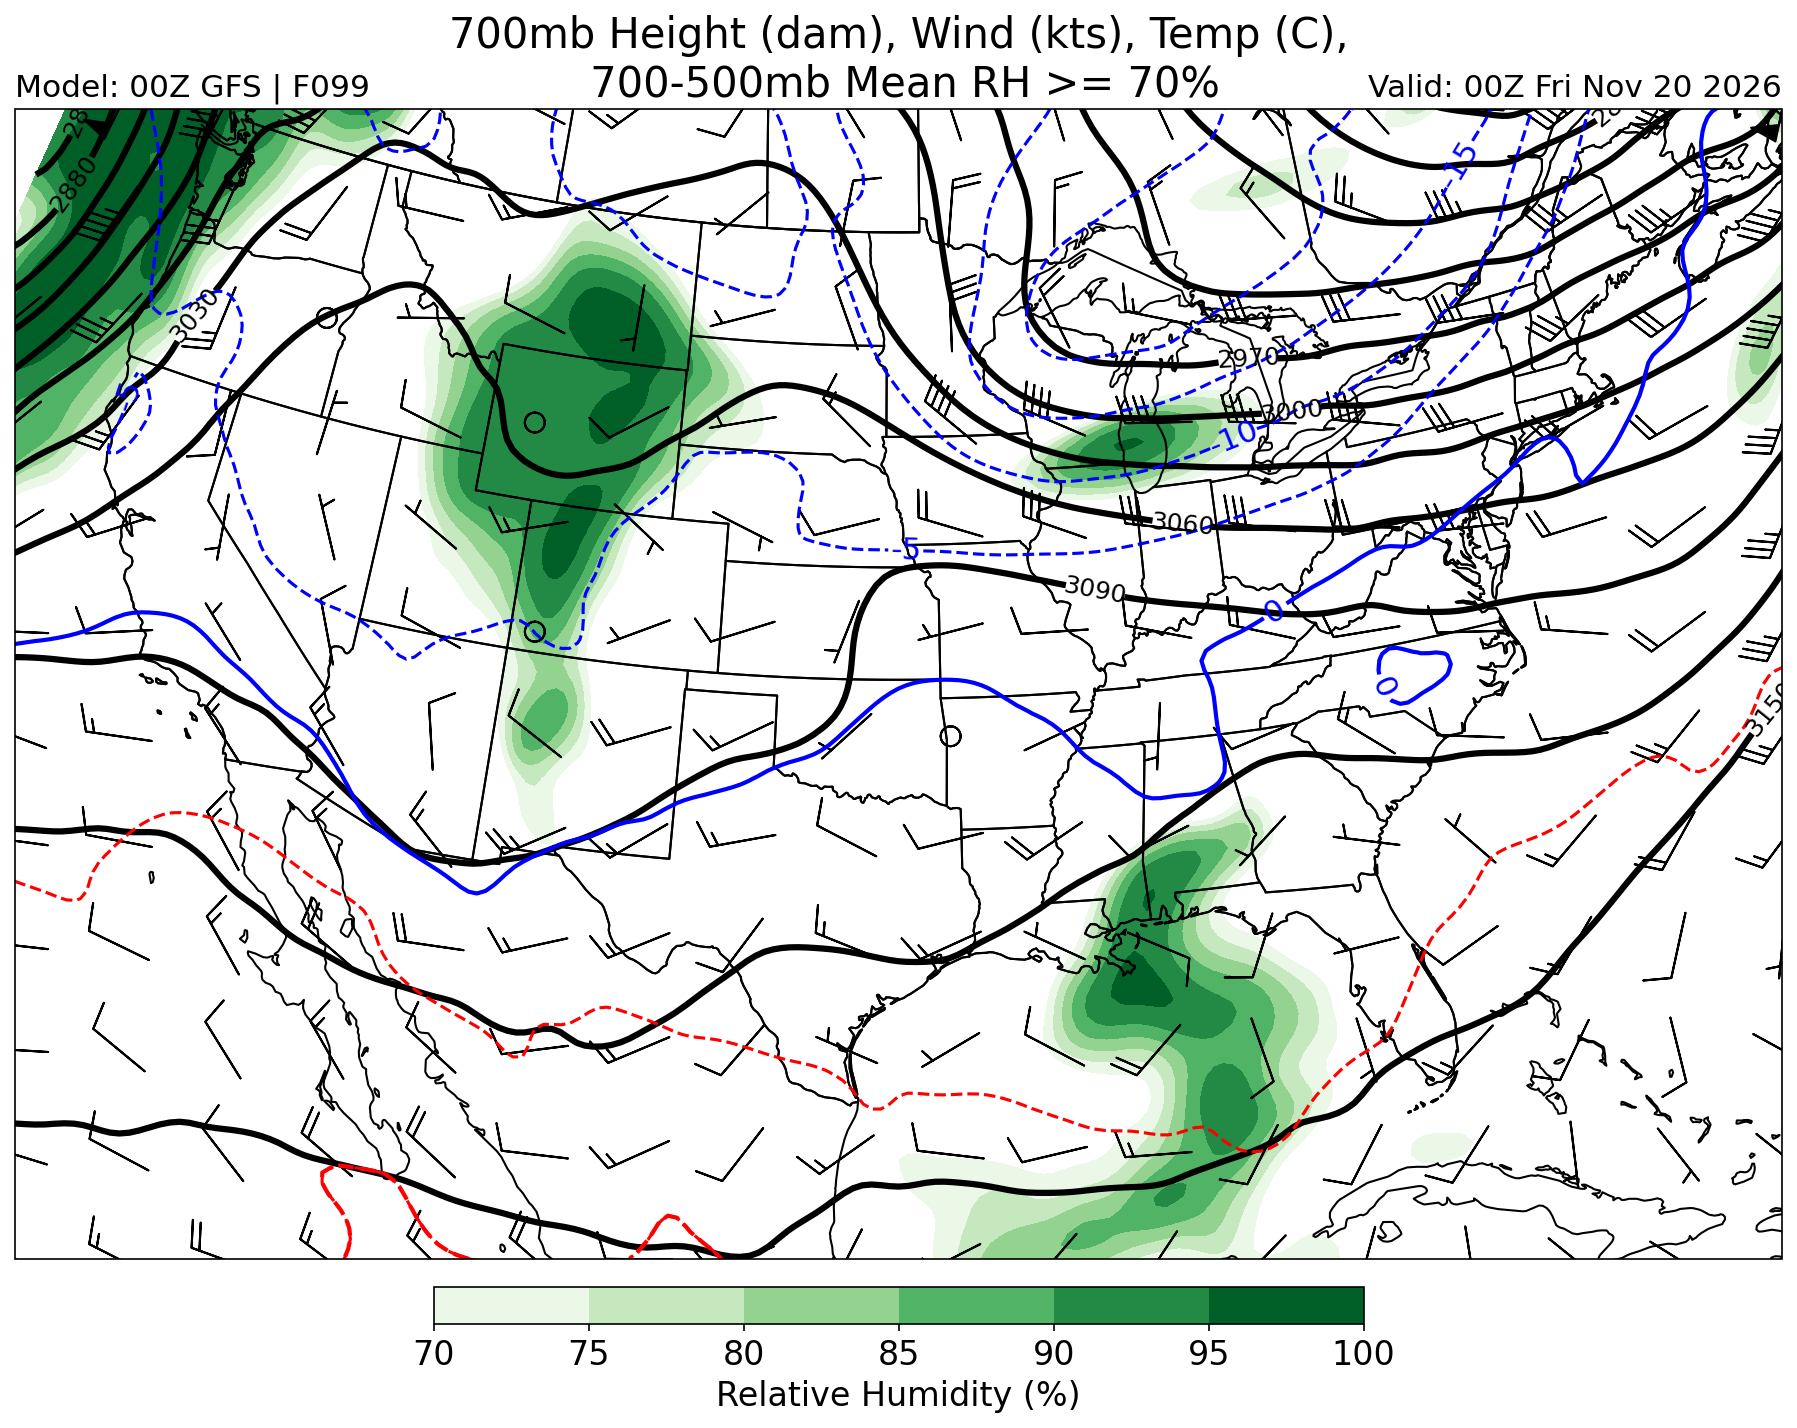 700mb Height (dam), Wind (kts), Temp (C),
700-500mb Mean RH >= 70%
Model: 00Z GFS | F099
Valid: 00Z Fri Nov 20 2026
2880
3030
-15
2970
3000
-10
3060
-5
3090
0
0
3150
70 75 80 85 90 95 100
Relative Humidity (%)